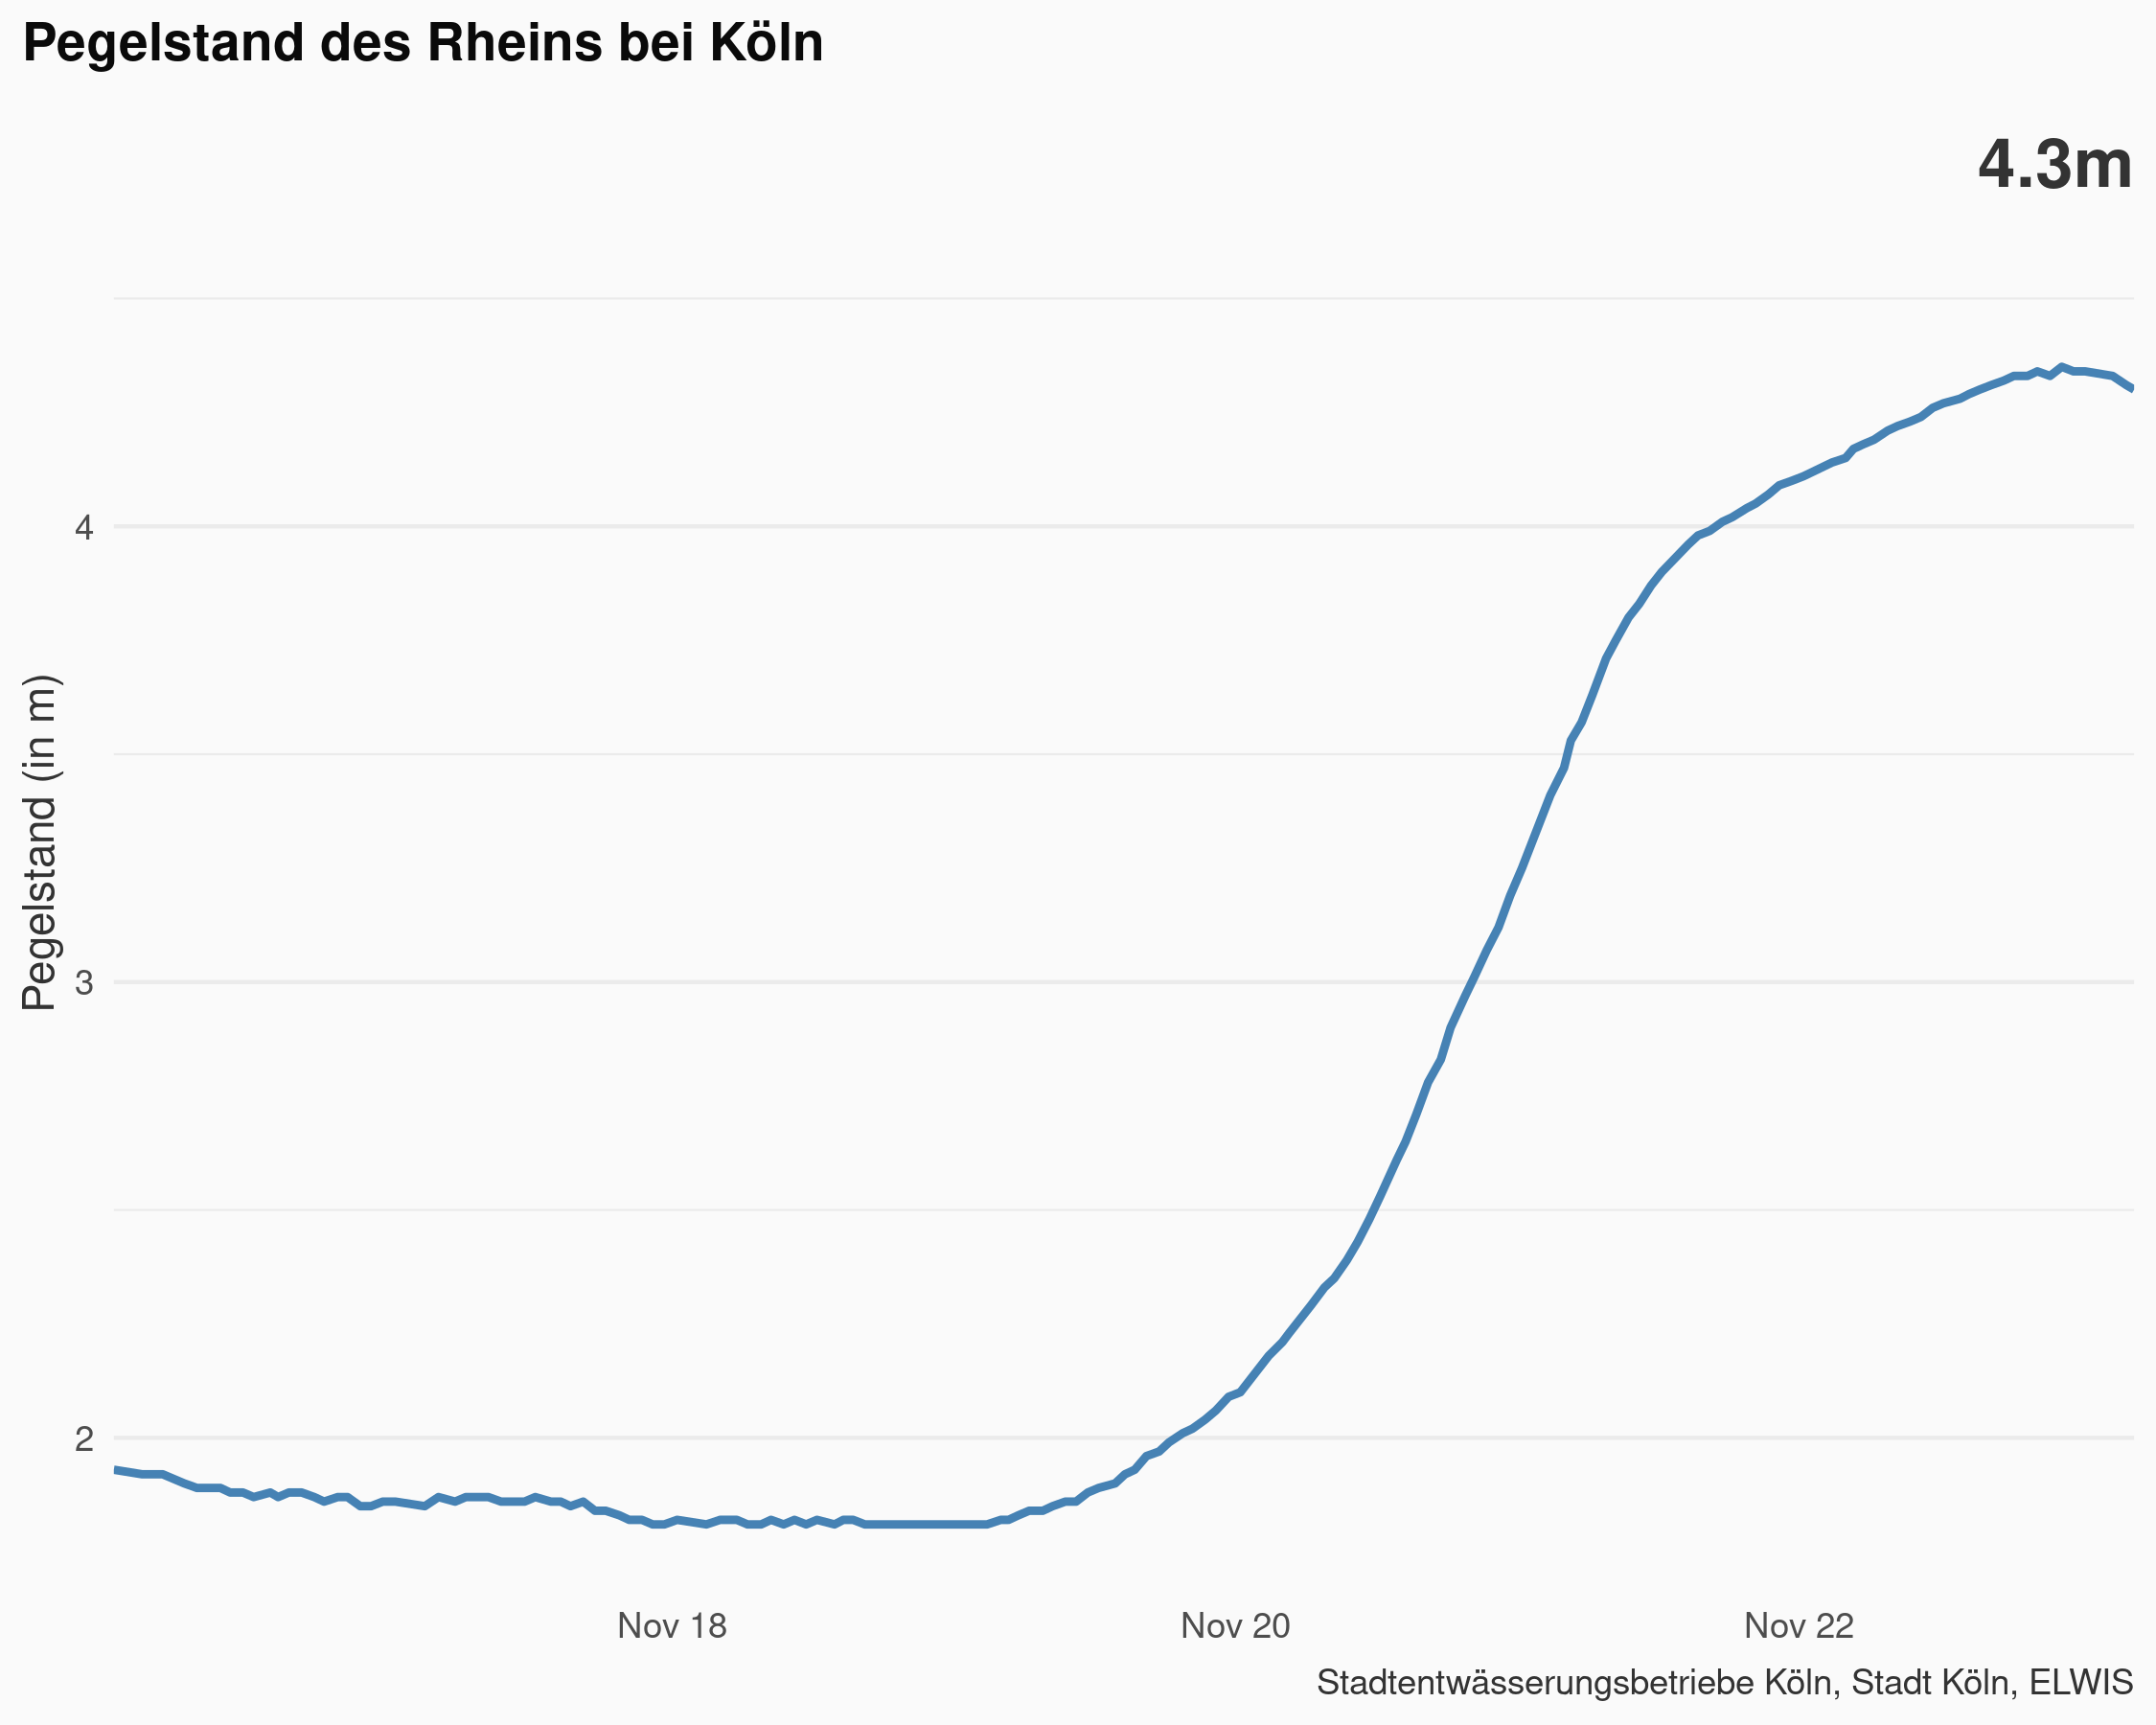 Pegelstand des Rheins bei Köln
4.3m
Pegelstand (in m)
4
3
2
Nov 18
Nov 20
Nov 22
Stadtentwässerungsbetriebe Köln, Stadt Köln, ELWIS